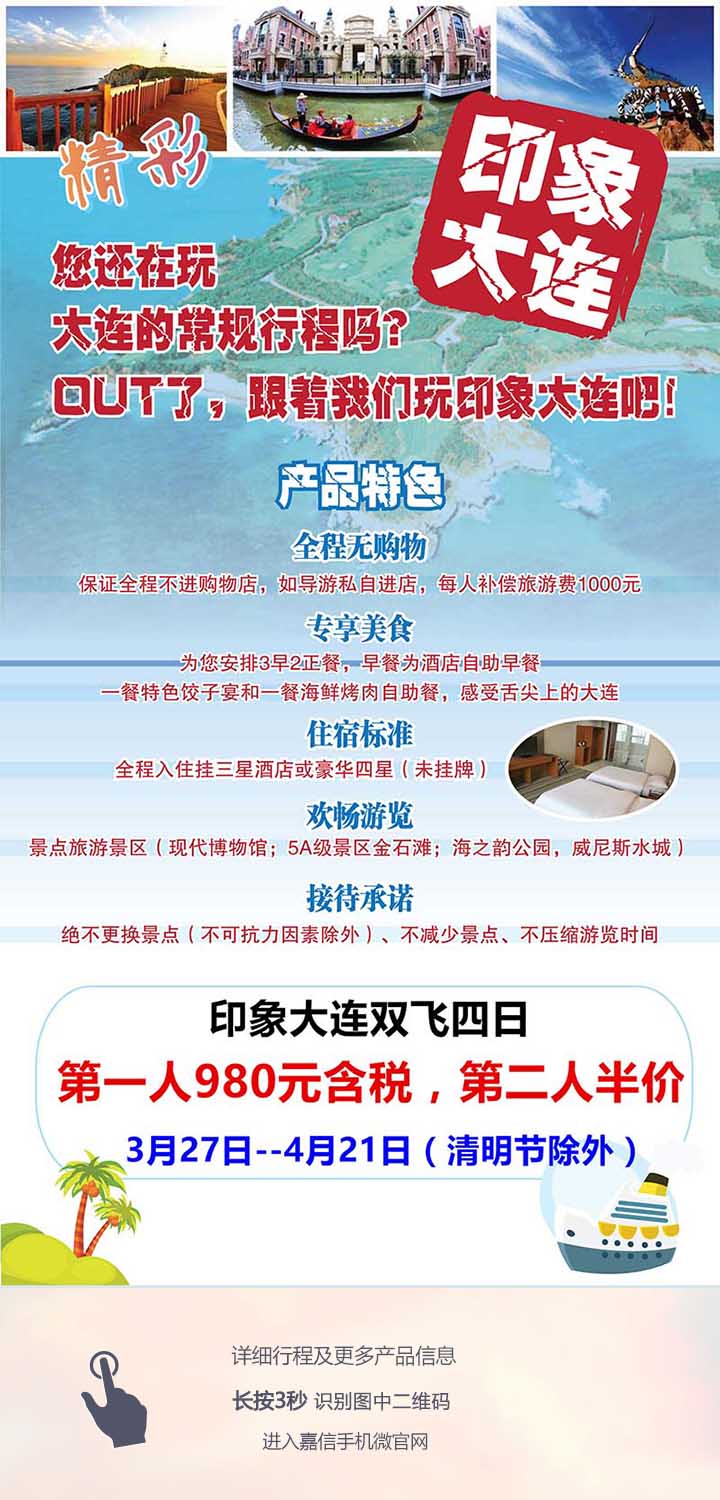 精彩
印象
大连
您还在玩
大连的常规行程吗？
OUT了，跟着我们玩印象大连吧！
产品特色
全程无购物
保证全程不进购物店，如导游私自进店，每人补偿旅游费1000元
专享美食
为您安排3早2正餐，早餐为酒店自助早餐
一餐特色饺子宴和一餐海鲜烤肉自助餐，感受舌尖上的大连
住宿标准
全程入住挂三星酒店或豪华四星（未挂牌）
欢畅游览
景点旅游景区（现代博物馆；5A级景区金石滩；海之韵公园，威尼斯水城）
接待承诺
绝不更换景点（不可抗力因素除外）、不减少景点、不压缩游览时间
印象大连双飞四日
第一人980元含税，第二人半价
3月27日--4月21日（清明节除外）
详细行程及更多产品信息
长按3秒 识别图中二维码
进入嘉信手机微官网